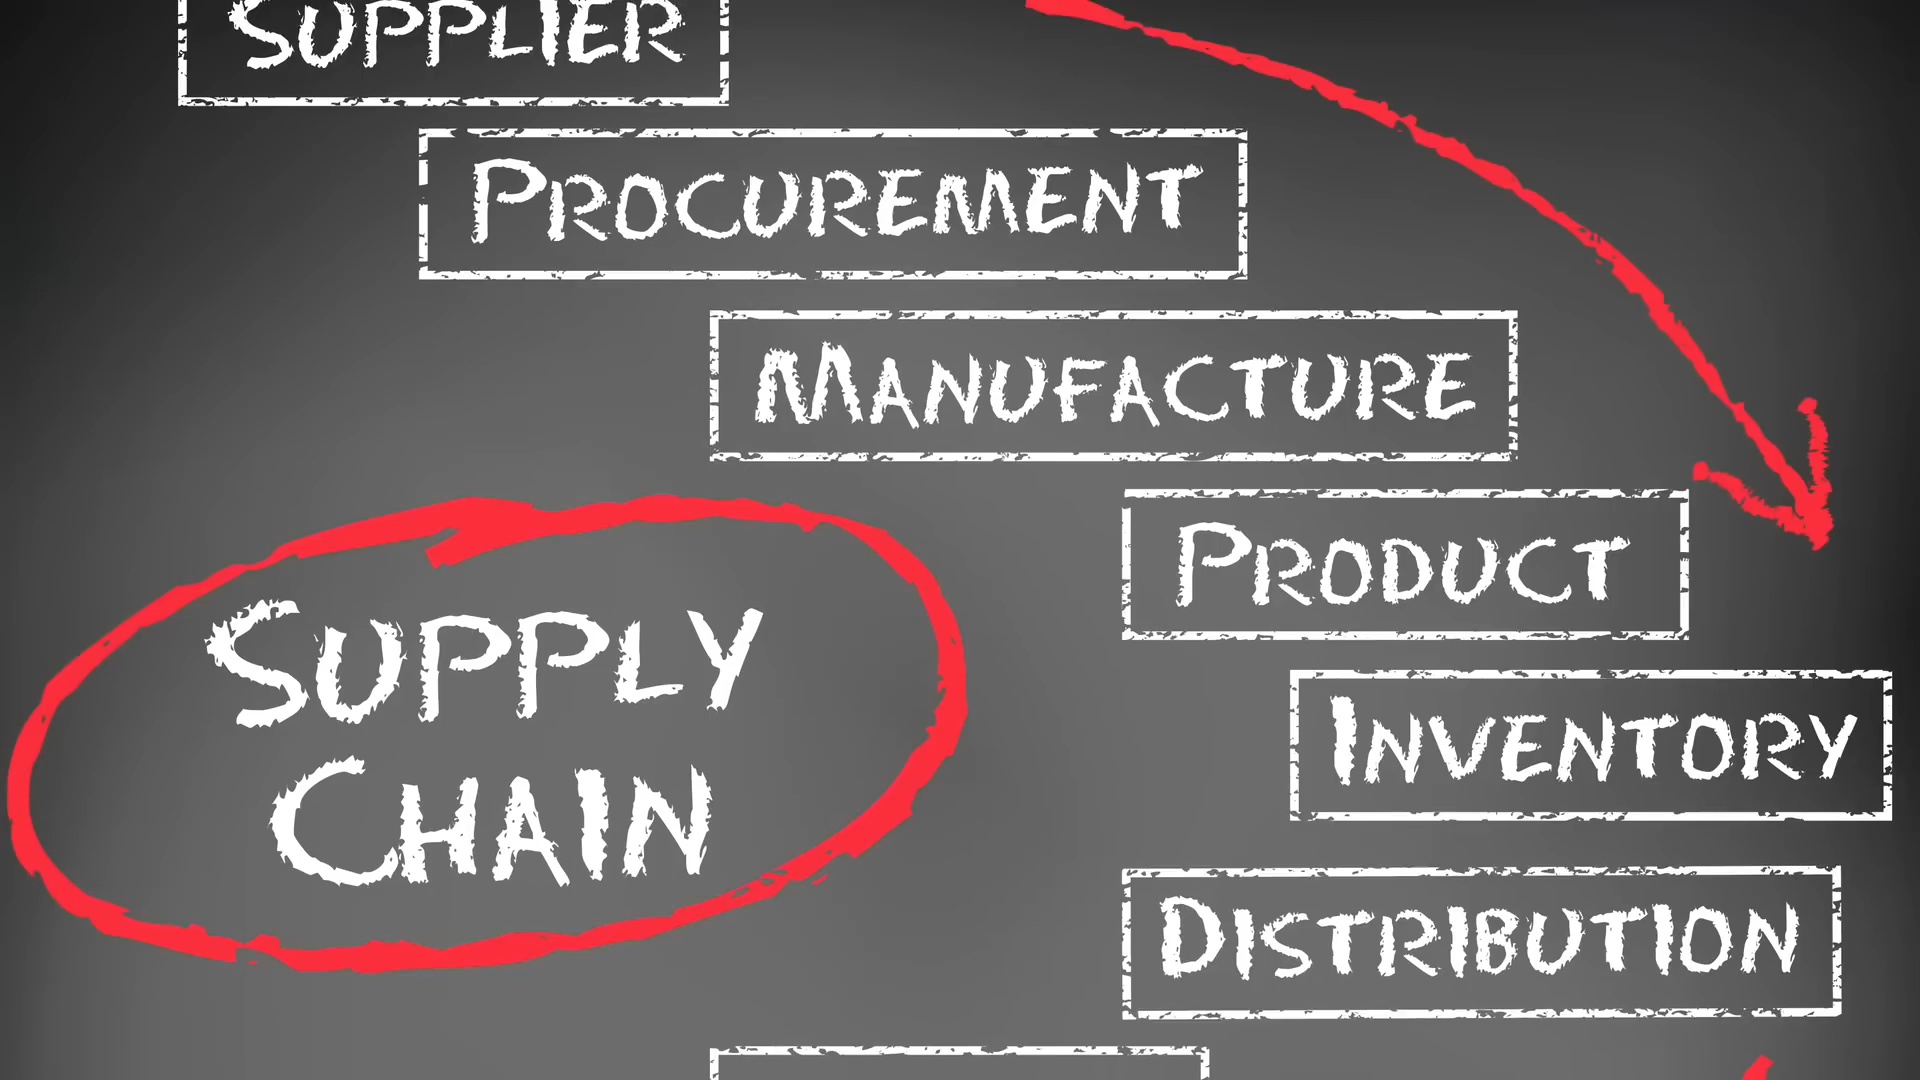 SUPPLIER
PROCUREMENT
MANUFACTURE
PRODUCT
SUPPLY
CHAIN
INVENTORY
DISTRIBUTION